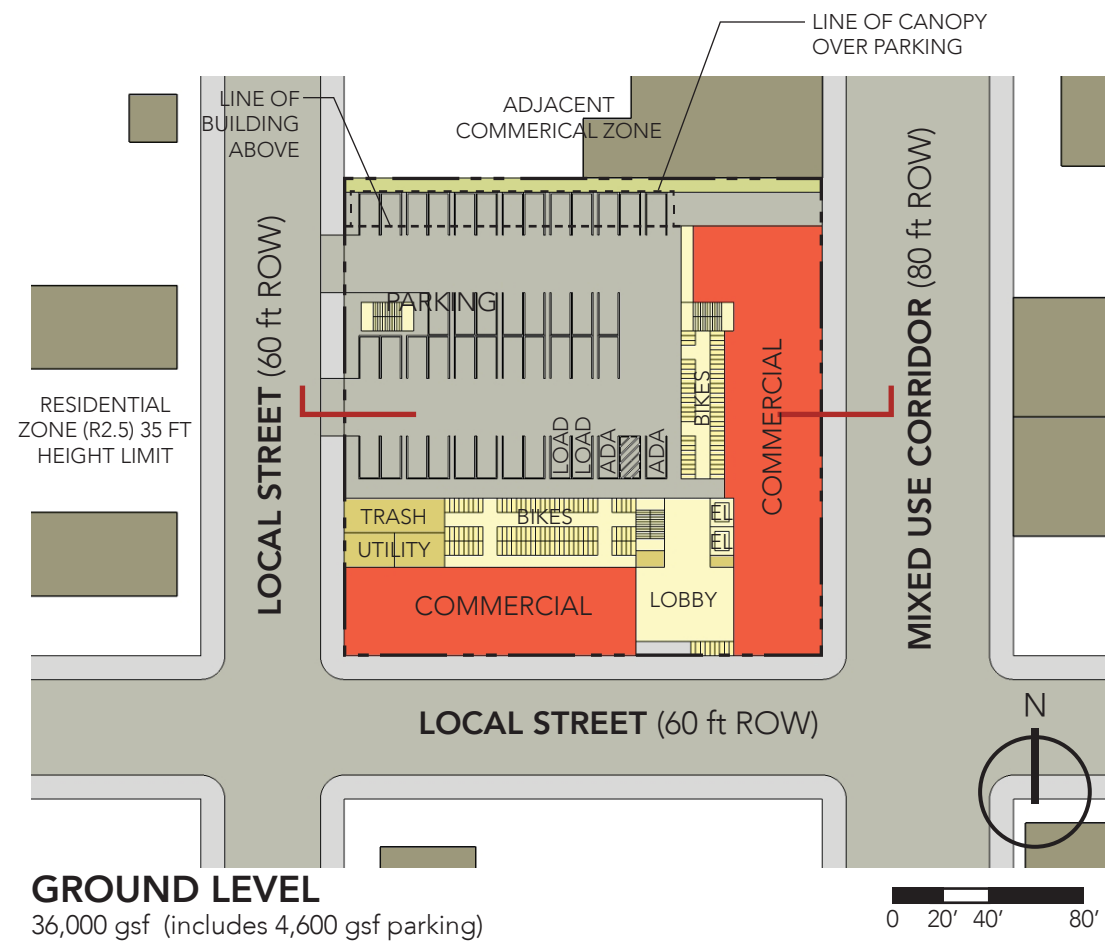 LINE OF CANOPY
OVER PARKING
LINE OF
BUILDING
ABOVE
ADJACENT
COMMERICAL ZONE
LOCAL STREET (60 ft ROW)
MIXED USE CORRIDOR (80 ft ROW)
PARKING
RESIDENTIAL
ZONE (R2.5) 35 FT
HEIGHT LIMIT
BIKES
COMMERCIAL
LOAD
LOAD
ADA
ADA
TRASH
BIKES
EL
UTILITY
EL
COMMERCIAL
LOBBY
LOCAL STREET (60 ft ROW)
N
GROUND LEVEL
36,000 gsf (includes 4,600 gsf parking)
0 20’ 40’ 80’